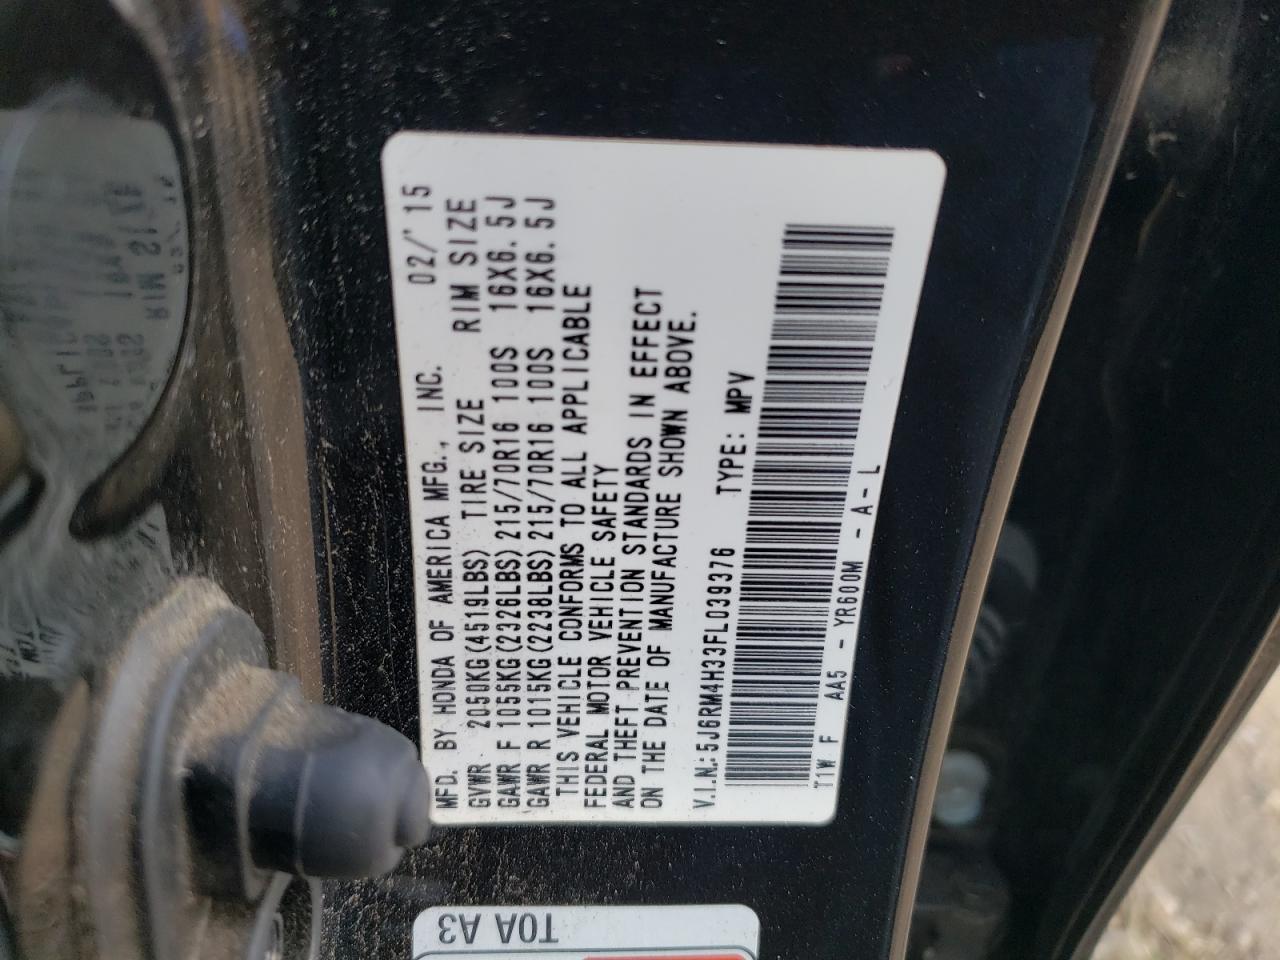 MFD. BY HONDA OF AMERICA MFG., INC. 02/'15
GVWR 2050KG(4519LBS) TIRE SIZE RIM SIZE
GAWR F 1055KG(2326LBS) 215/70R16 100S 16X6.5J
GAWR R 1015KG(2238LBS) 215/70R16 100S 16X6.5J
THIS VEHICLE CONFORMS TO ALL APPLICABLE
FEDERAL MOTOR VEHICLE SAFETY
AND THEFT PREVENTION STANDARDS IN EFFECT
ON THE DATE OF MANUFACTURE SHOWN ABOVE.
V.I.N.: 5J6RM4H33FL039376 TYPE: MPV
T1W F AA5 - YR600M - A - L
T0A A3